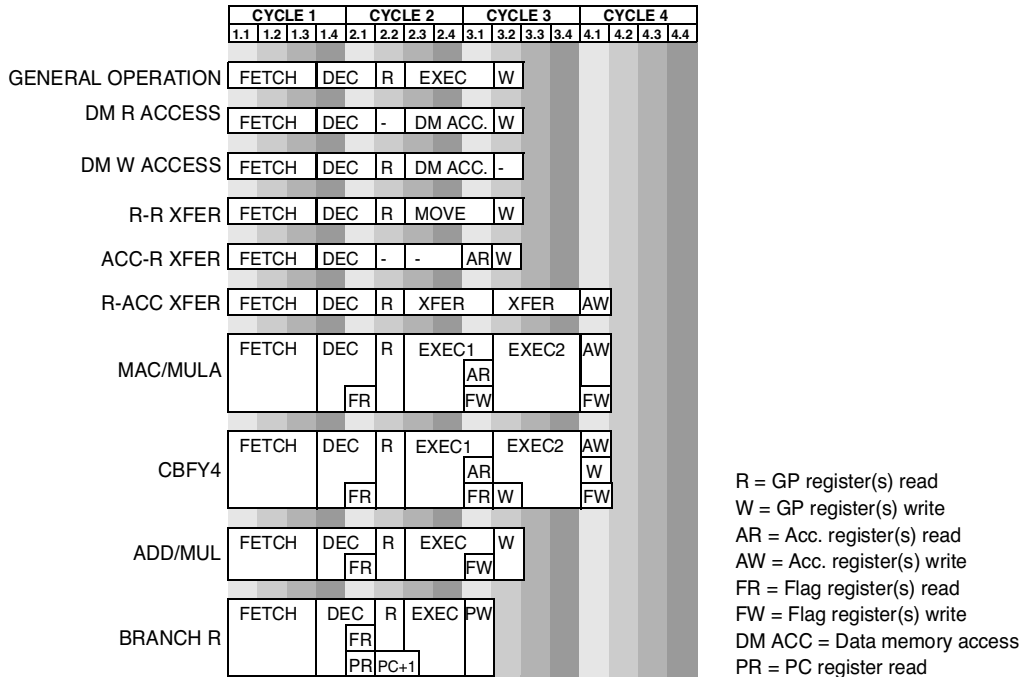 CYCLE 1 CYCLE 2 CYCLE 3 CYCLE 4
1.1 1.2 1.3 1.4 2.1 2.2 2.3 2.4 3.1 3.2 3.3 3.4 4.1 4.2 4.3 4.4
GENERAL OPERATION FETCH DEC R EXEC W
DM R ACCESS FETCH DEC - DM ACC. W
DM W ACCESS FETCH DEC R DM ACC. -
R-R XFER FETCH DEC R MOVE W
ACC-R XFER FETCH DEC - - AR W
R-ACC XFER FETCH DEC R XFER XFER AW
MAC/MULA FETCH DEC R EXEC1 EXEC2 AW
AR
FR FW FW
CBFY4 FETCH DEC R EXEC1 EXEC2 AW
AR W
FR FR W FW
ADD/MUL FETCH DEC R EXEC W
FR FW
BRANCH R FETCH DEC R EXEC PW
FR
PR PC+1
R = GP register(s) read
W = GP register(s) write
AR = Acc. register(s) read
AW = Acc. register(s) write
FR = Flag register(s) read
FW = Flag register(s) write
DM ACC = Data memory access
PR = PC register read